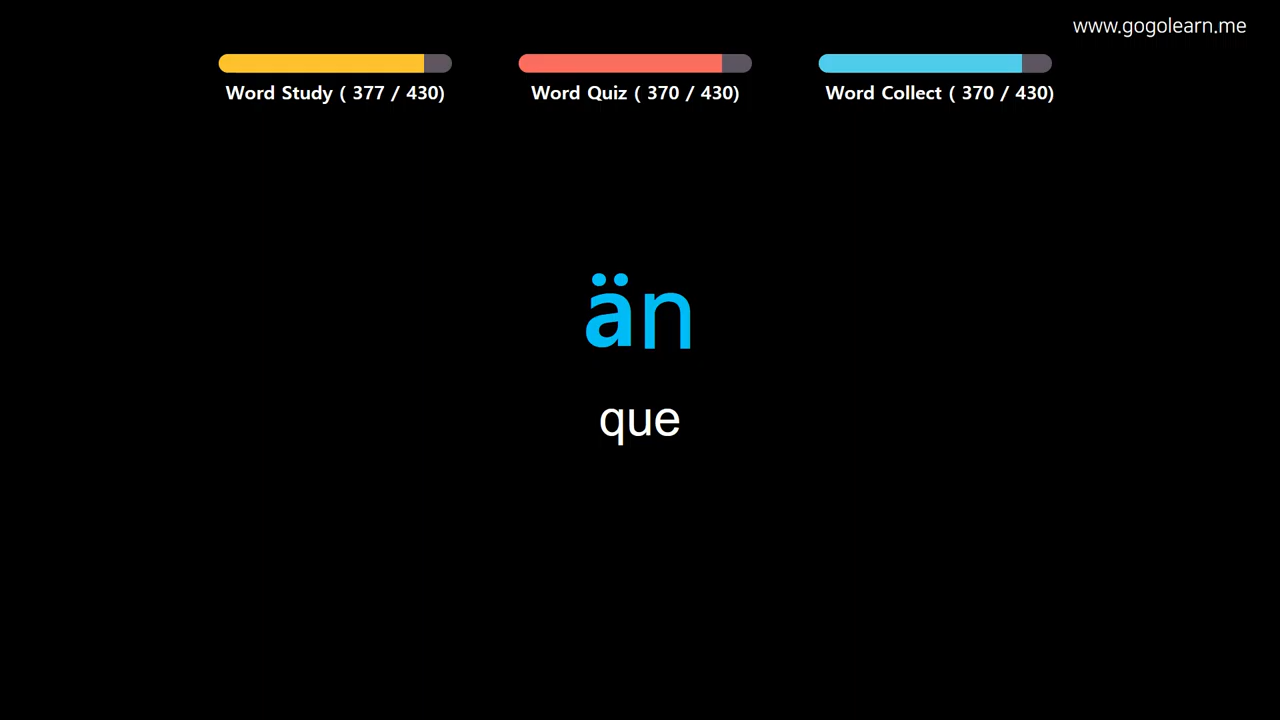 www.gogolearn.me
Word Study ( 377 / 430)
Word Quiz ( 370 / 430)
Word Collect ( 370 / 430)
än
que